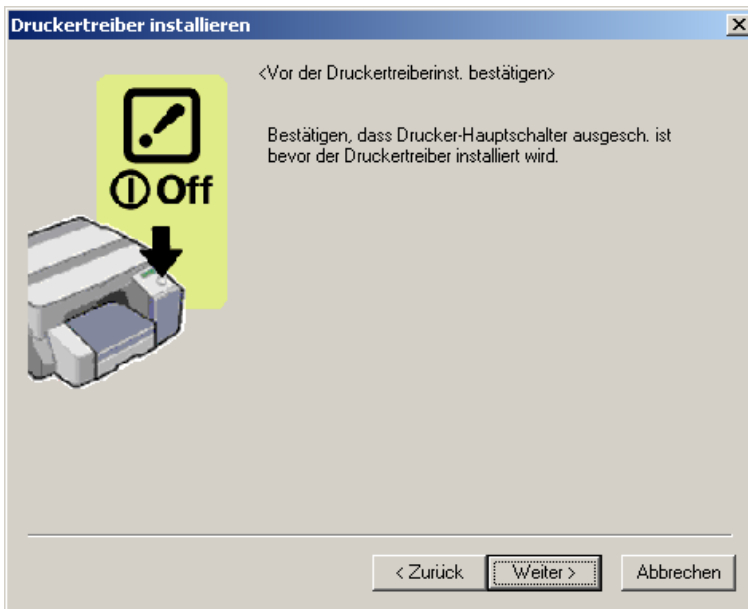 Druckertreiber installieren
<Vor der Druckertreiberinst. bestätigen>
Off
Bestätigen, dass Drucker-Hauptschalter ausgesch. ist
bevor der Druckertreiber installiert wird.
< Zurück
Weiter >
Abbrechen